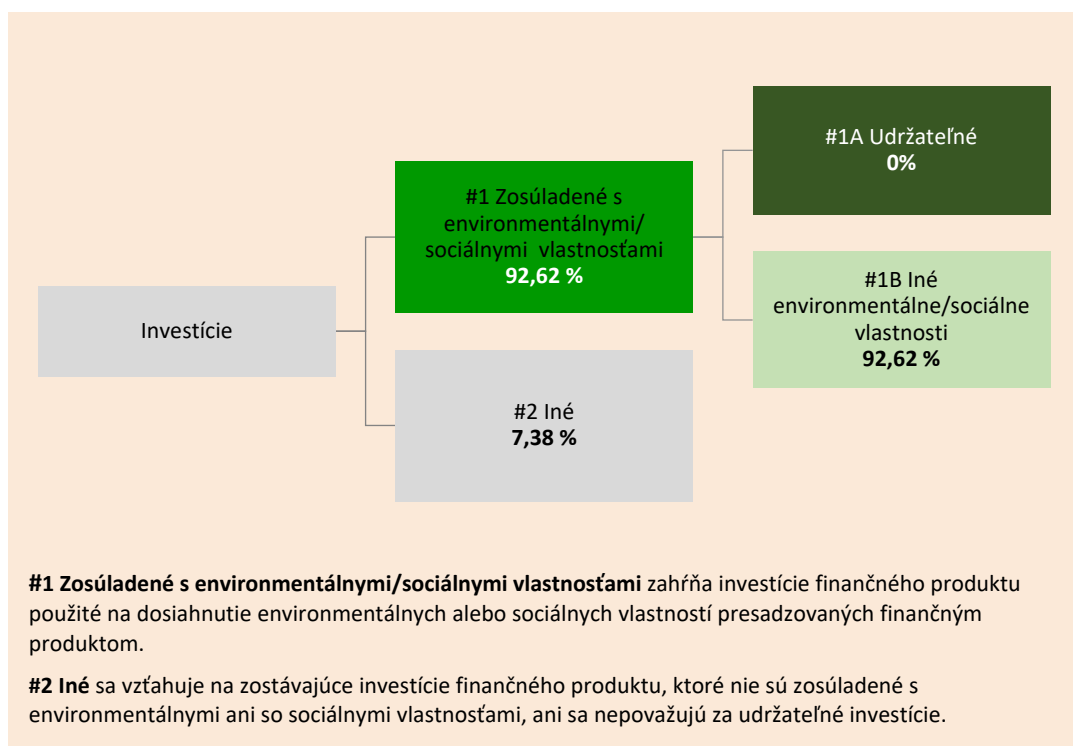 #1A Udržateľné
0%
#1 Zosúladené s
environmentálnymi/
sociálnymi vlastnosťami
92,62 %
#1B Iné
environmentálne/sociálne
vlastnosti
92,62 %
Investície
#2 Iné
7,38 %
#1 Zosúladené s environmentálnymi/sociálnymi vlastnosťami zahŕňa investície finančného produktu
použité na dosiahnutie environmentálnych alebo sociálnych vlastností presadzovaných finančným
produktom.
#2 Iné sa vzťahuje na zostávajúce investície finančného produktu, ktoré nie sú zosúladené s
environmentálnymi ani so sociálnymi vlastnosťami, ani sa nepovažujú za udržateľné investície.